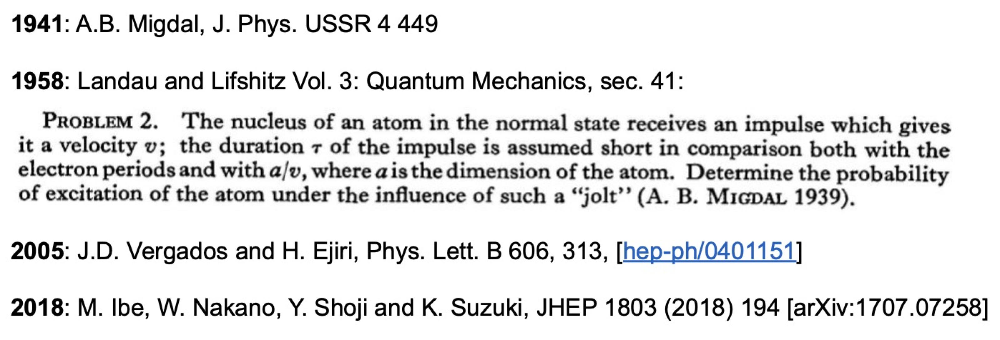 1941: A.B. Migdal, J. Phys. USSR 4 449
1958: Landau and Lifshitz Vol. 3: Quantum Mechanics, sec. 41:
PROBLEM 2. The nucleus of an atom in the normal state receives an impulse which gives
it a velocity v; the duration τ of the impulse is assumed short in comparison both with the
electron periods and with a/v, where a is the dimension of the atom. Determine the probability
of excitation of the atom under the influence of such a “jolt” (A. B. MIGDAL 1939).
2005: J.D. Vergados and H. Ejiri, Phys. Lett. B 606, 313, [hep-ph/0401151]
2018: M. Ibe, W. Nakano, Y. Shoji and K. Suzuki, JHEP 1803 (2018) 194 [arXiv:1707.07258]